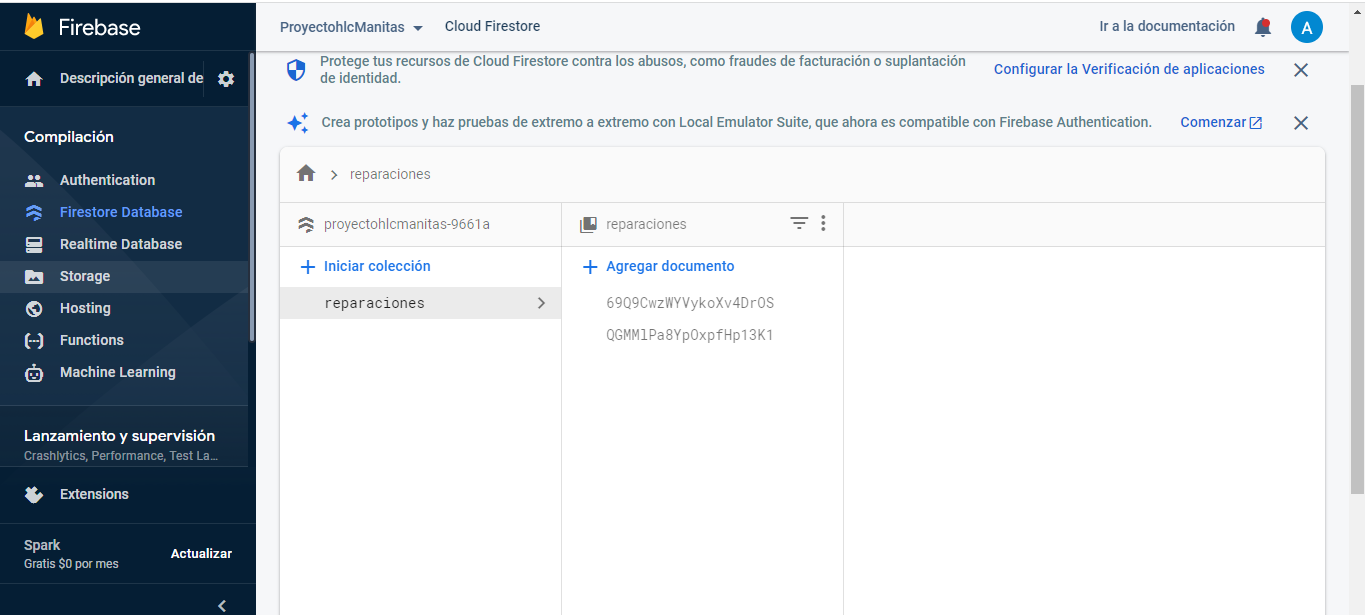 Firebase
ProyectohlcManitas
Cloud Firestore
Ir a la documentación
A
Descripción general de
Compilación
Authentication
Firestore Database
Realtime Database
Storage
Hosting
Functions
Machine Learning
Lanzamiento y supervisión
Crashlytics, Performance, Test La…
Extensions
Spark
Gratis $0 por mes
Actualizar
Protege tus recursos de Cloud Firestore contra los abusos, como fraudes de facturación o suplantación
de identidad.
Configurar la Verificación de aplicaciones
Crea prototipos y haz pruebas de extremo a extremo con Local Emulator Suite, que ahora es compatible con Firebase Authentication.
Comenzar
reparaciones
proyectohlcmanitas-9661a
Iniciar colección
reparaciones
reparaciones
Agregar documento
69Q9CwzWYVykoXv4DrOS
QGMMlPa8YpOxpfHp13K1